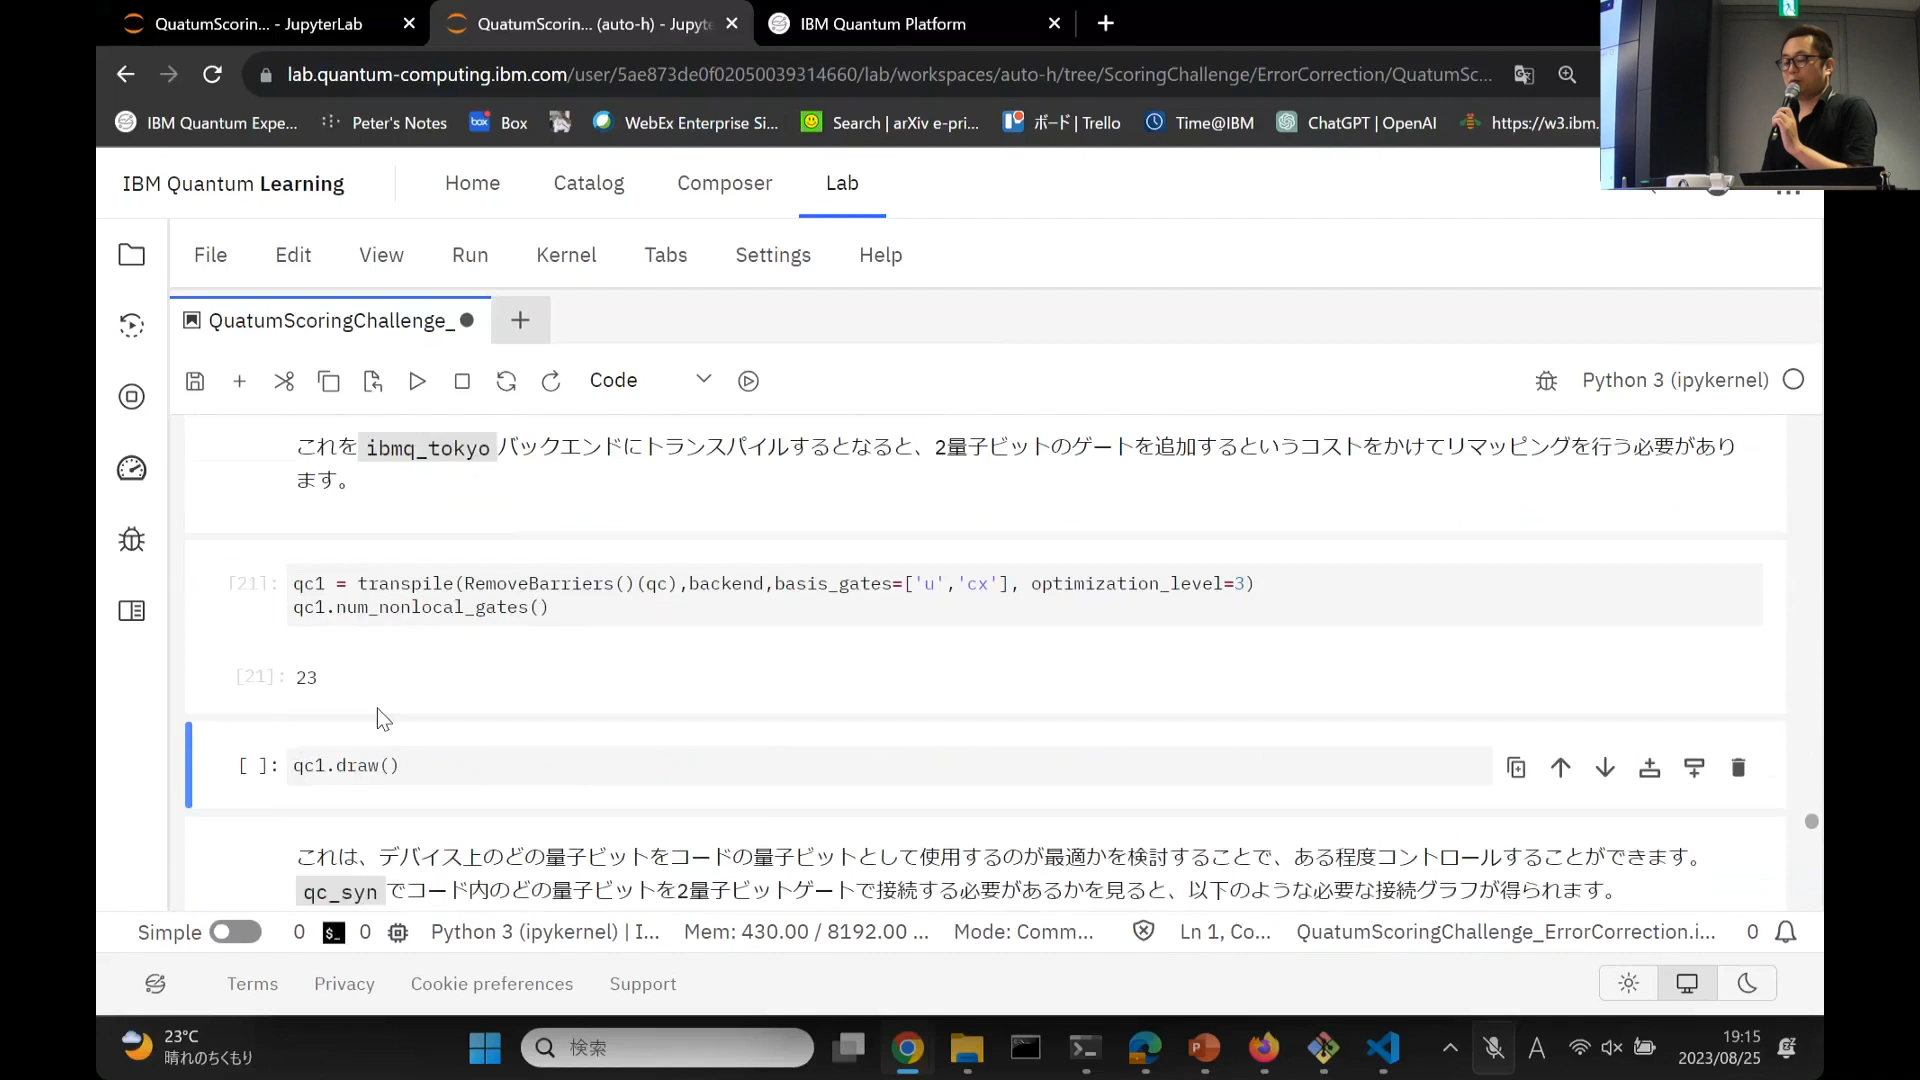 QuatumScorin... - JupyterLab
QuatumScorin... (auto-h) - Jupyte
IBM Quantum Platform
lab.quantum-computing.ibm.com/user/5ae873de0f02050039314660/lab/workspaces/auto-h/tree/ScoringChallenge/ErrorCorrection/QuatumSc...
IBM Quantum Expe...
Peter's Notes
box
Box
WebEx Enterprise Si...
Search | arXiv e-pri...
ボード | Trello
Time@IBM
ChatGPT | OpenAI
https://w3.ibm.
IBM Quantum Learning
Home
Catalog
Composer
Lab
File
Edit
View
Run
Kernel
Tabs
Settings
Help
QuatumScoringChallenge_
Code
Python 3 (ipykernel)
これを ibmq_tokyo バックエンドにトランスパイルするとなると、2量子ビットのゲートを追加するというコストをかけてリマッピングを行う必要があり
ます。
[21]: qc1 = transpile(RemoveBarriers()(qc),backend,basis_gates=['u','cx'], optimization_level=3)
qc1.num_nonlocal_gates()
[21]: 23
[ ]: qc1.draw()
これは、デバイス上のどの量子ビットをコードの量子ビットとして使用するのが最適かを検討することで、ある程度コントロールすることができます。
qc_syn でコード内のどの量子ビットを2量子ビットゲートで接続する必要があるかを見ると、以下のような必要な接続グラフが得られます。
Simple
0
$_
0
Python 3 (ipykernel) | I...
Mem: 430.00 / 8192.00 ...
Mode: Comm...
Ln 1, Co...
QuatumScoringChallenge_ErrorCorrection.i...
0
Terms
Privacy
Cookie preferences
Support
23°C
晴れのちくもり
検索
A
19:15
2023/08/25